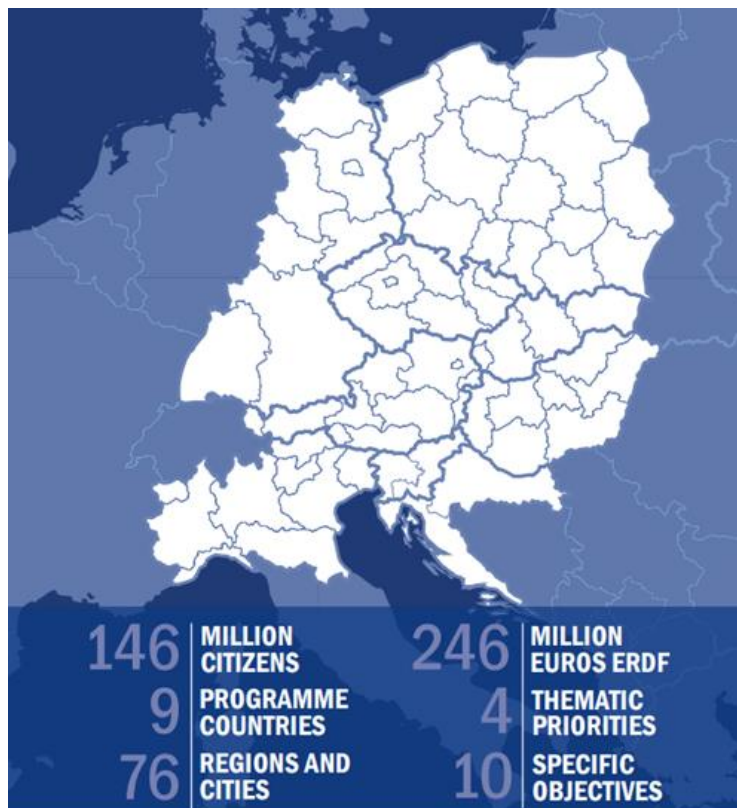 146
MILLION
CITIZENS
246
MILLION
EUROS ERDF
9
PROGRAMME
COUNTRIES
4
THEMATIC
PRIORITIES
76
REGIONS AND
CITIES
10
SPECIFIC
OBJECTIVES